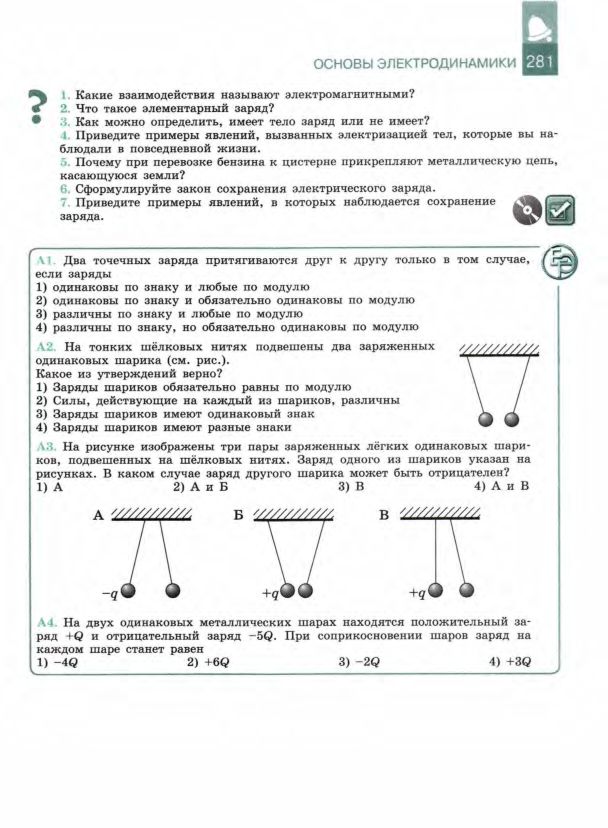 ОСНОВЫ ЭЛЕКТРОДИНАМИКИ 281
? 1. Какие взаимодействия называют электромагнитными?
2. Что такое элементарный заряд?
3. Как можно определить, имеет тело заряд или не имеет?
4. Приведите примеры явлений, вызванных электризацией тел, которые вы на-
блюдали в повседневной жизни.
5. Почему при перевозке бензина к цистерне прикрепляют металлическую цепь,
касающуюся земли?
6. Сформулируйте закон сохранения электрического заряда.
7. Приведите примеры явлений, в которых наблюдается сохранение
заряда.
А1. Два точечных заряда притягиваются друг к другу только в том случае,
если заряды
1) одинаковы по знаку и любые по модулю
2) одинаковы по знаку и обязательно одинаковы по модулю
3) различны по знаку и любые по модулю
4) различны по знаку, но обязательно одинаковы по модулю
А2. На тонких шёлковых нитях подвешены два заряженных
одинаковых шарика (см. рис.).
Какое из утверждений верно?
1) Заряды шариков обязательно равны по модулю
2) Силы, действующие на каждый из шариков, различны
3) Заряды шариков имеют одинаковый знак
4) Заряды шариков имеют разные знаки
А3. На рисунке изображены три пары заряженных лёгких одинаковых шари-
ков, подвешенных на шёлковых нитях. Заряд одного из шариков указан на
рисунках. В каком случае заряд другого шарика может быть отрицателен?
1) А 2) А и Б 3) В 4) А и В
А Б В
–q +q +q
А4. На двух одинаковых металлических шарах находятся положительный за-
ряд +Q и отрицательный заряд –5Q. При соприкосновении шаров заряд на
каждом шаре станет равен
1) –4Q 2) +6Q 3) –2Q 4) +3Q